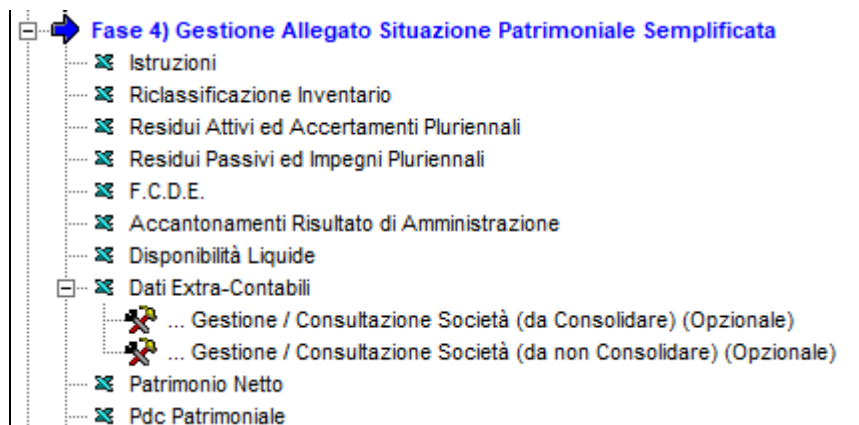 Fase 4) Gestione Allegato Situazione Patrimoniale Semplificata
Istruzioni
Riclassificazione Inventario
Residui Attivi ed Accertamenti Pluriennali
Residui Passivi ed Impegni Pluriennali
F.C.D.E.
Accantonamenti Risultato di Amministrazione
Disponibilità Liquide
Dati Extra-Contabili
... Gestione / Consultazione Società (da Consolidare) (Opzionale)
... Gestione / Consultazione Società (da non Consolidare) (Opzionale)
Patrimonio Netto
Pdc Patrimoniale